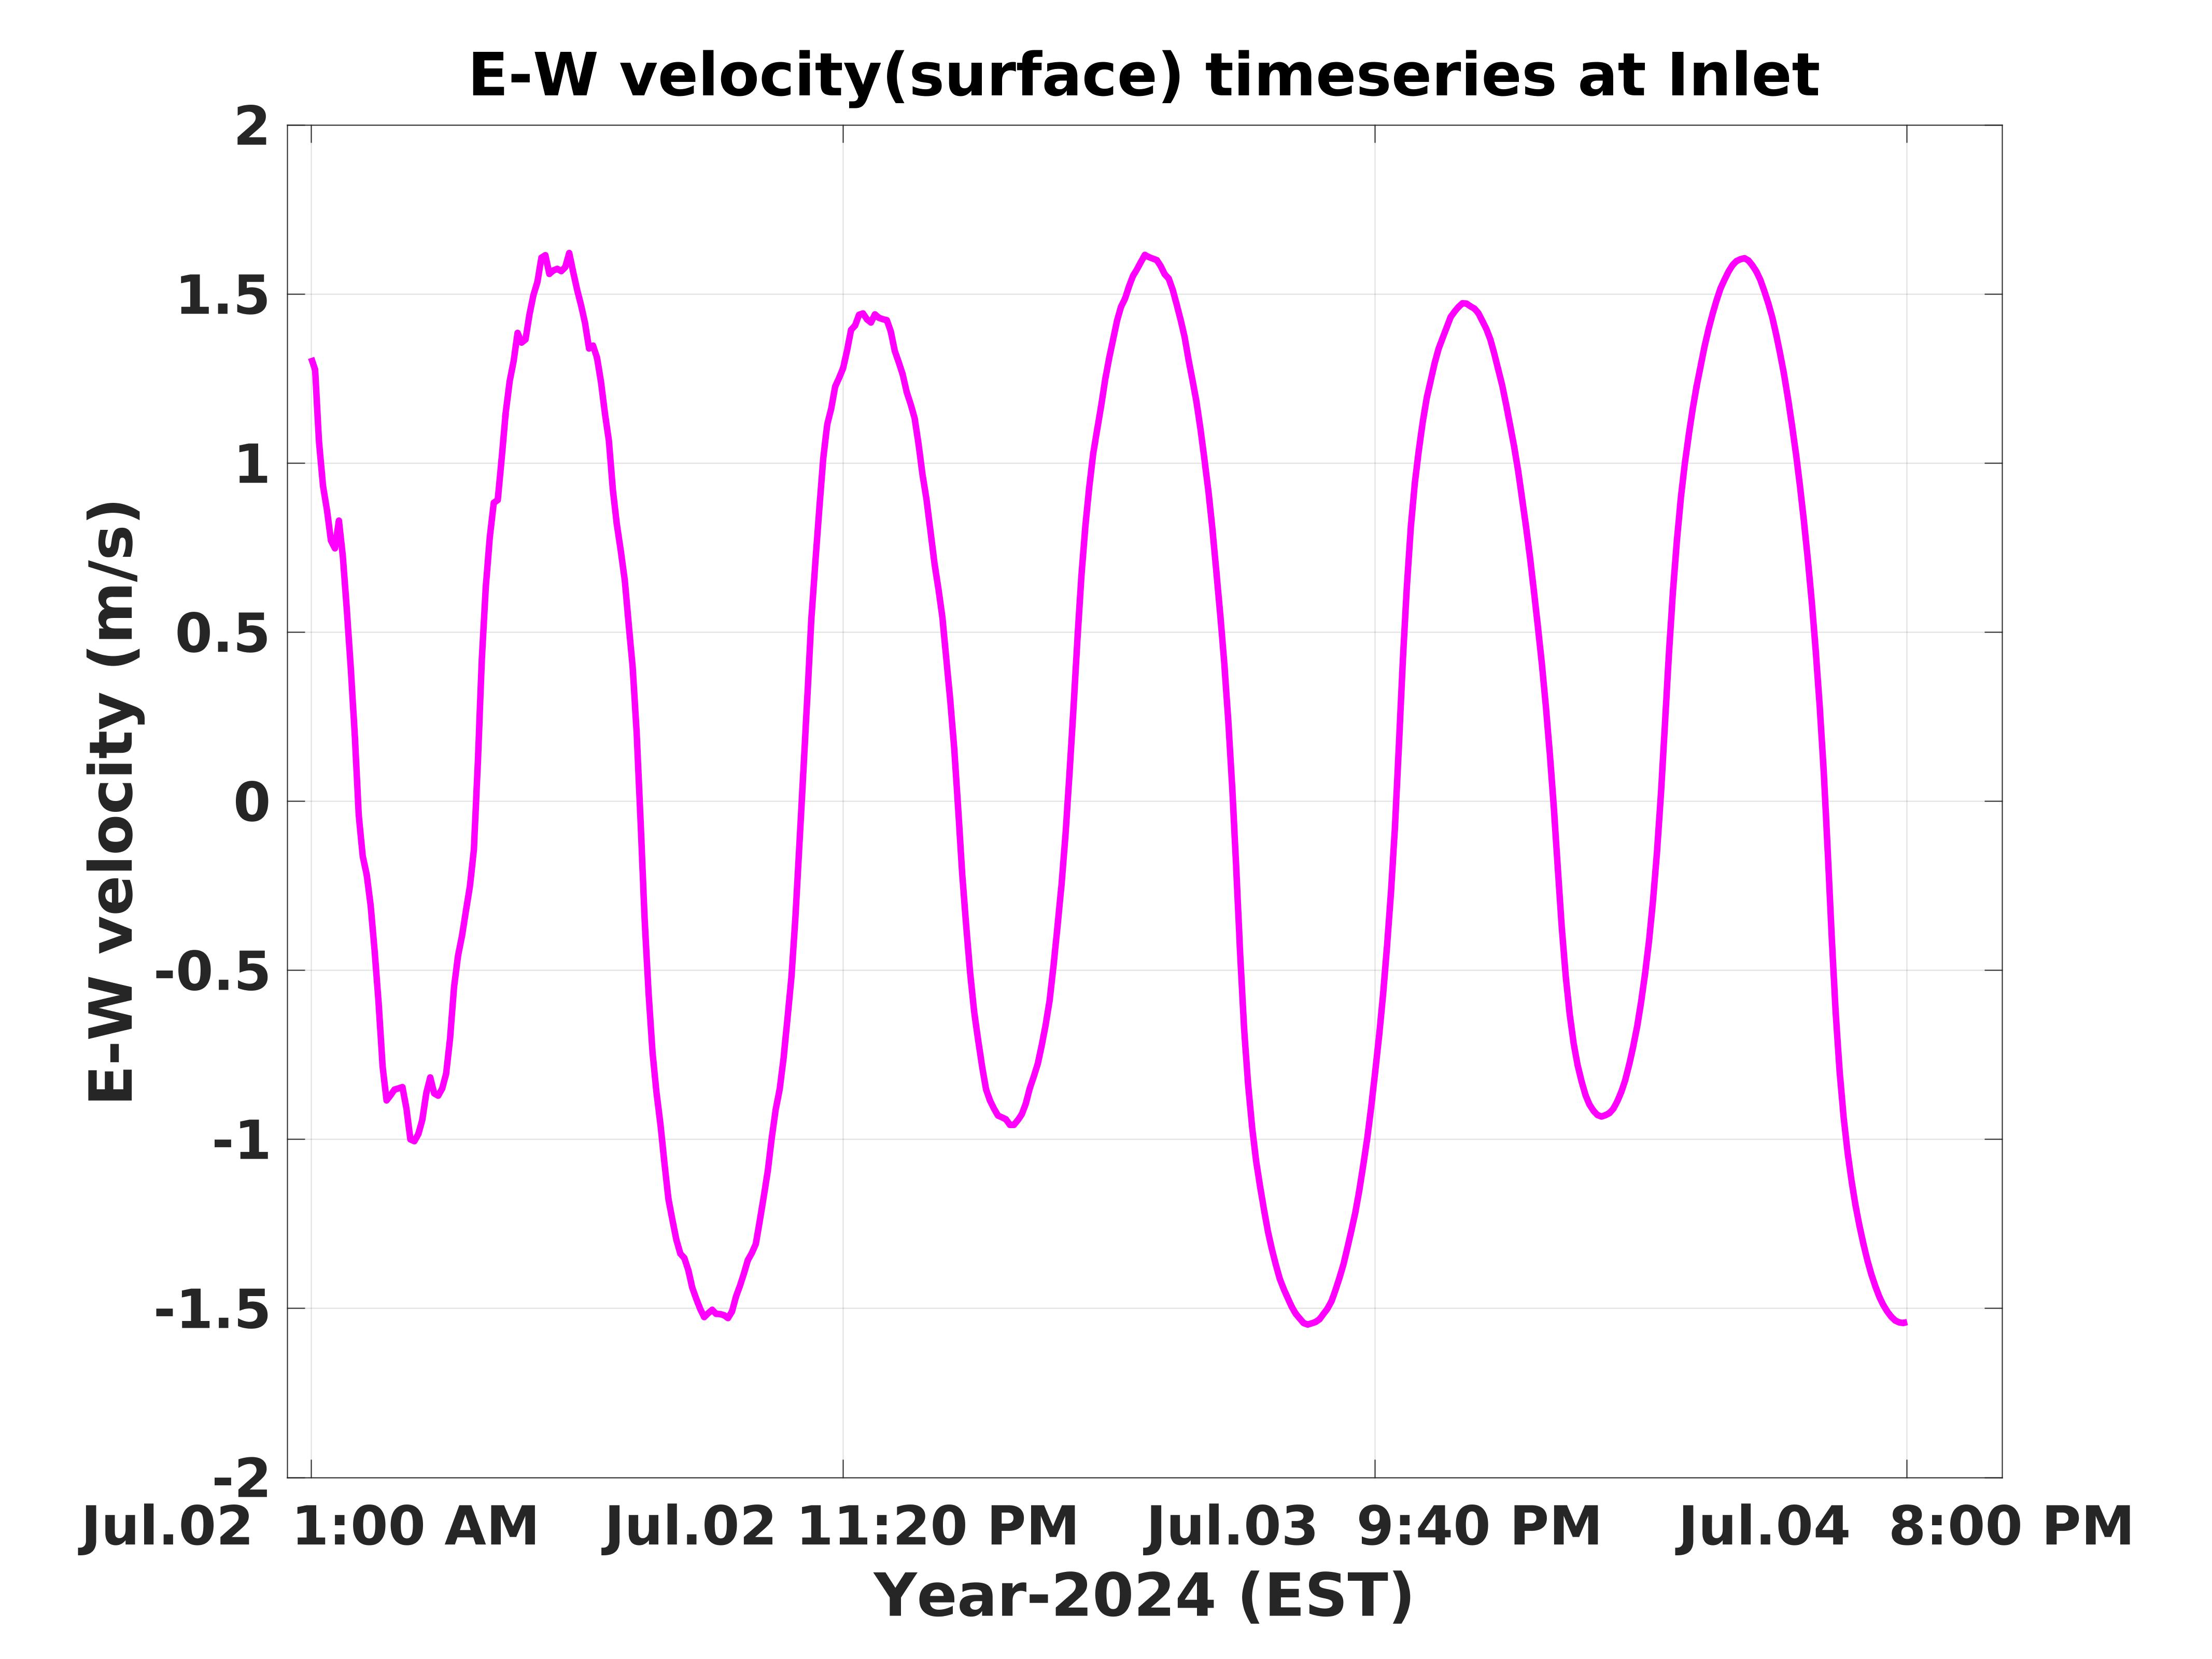 E-W velocity(surface) timeseries at Inlet
2
1.5
1
0.5
0
-0.5
-1
-1.5
-2
E-W velocity (m/s)
Jul.02 1:00 AM Jul.02 11:20 PM Jul.03 9:40 PM Jul.04 8:00 PM
Year-2024 (EST)